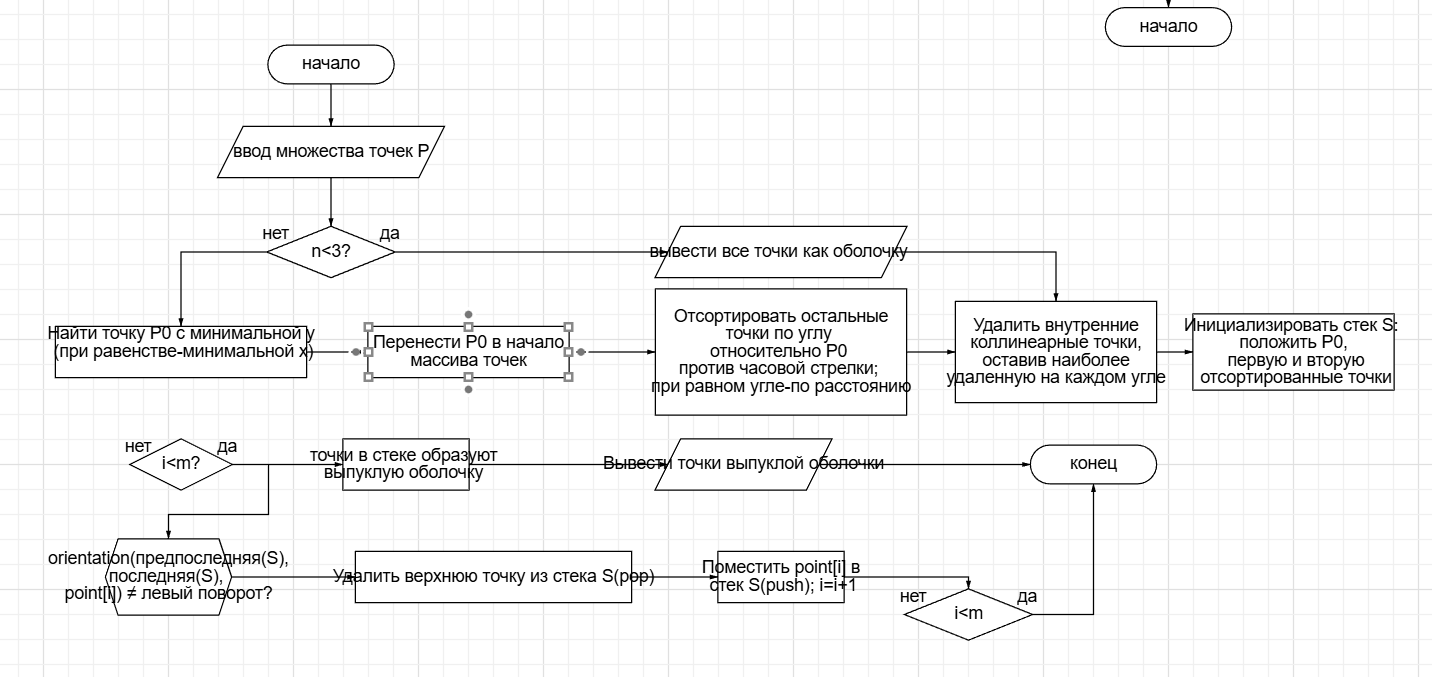 начало
начало
ввод множества точек P
нет
да
n<3?
вывести все точки как оболочку
Найти точку P0 с минимальной y
(при равенстве-минимальной x)
Перенести P0 в начало
массива точек
Отсортировать остальные
точки по углу
относительно P0
против часовой стрелки;
при равном угле-по расстоянию
Удалить внутренние
коллинеарные точки,
оставив наиболее
удаленную на каждом угле
Инициализировать стек S:
положить P0,
первую и вторую
отсортированные точки
нет
да
i<m?
точки в стеке образуют
выпуклую оболочку
Вывести точки выпуклой оболочки
конец
orientation(предпоследняя(S),
последняя(S),
point[i]) ≠ левый поворот?
Удалить верхнюю точку из стека S(pop)
Поместить point[i] в
стек S(push); i=i+1
нет
да
i<m